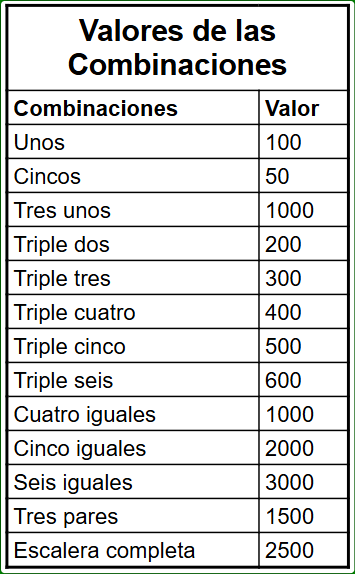 Valores de las
Combinaciones
Combinaciones Valor
Unos 100
Cincos 50
Tres unos 1000
Triple dos 200
Triple tres 300
Triple cuatro 400
Triple cinco 500
Triple seis 600
Cuatro iguales 1000
Cinco iguales 2000
Seis iguales 3000
Tres pares 1500
Escalera completa 2500